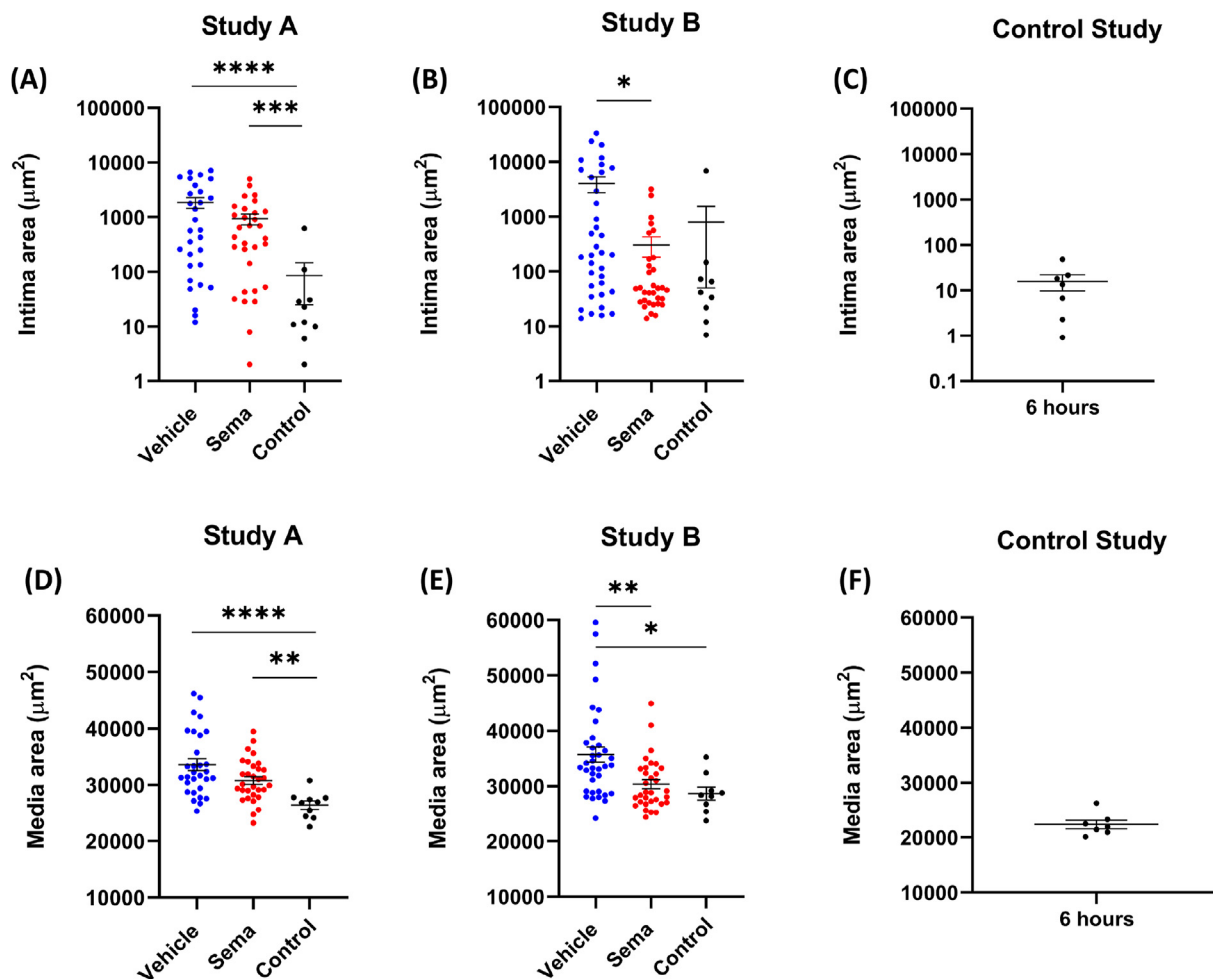 Study A
(A)
****
***
Intima area (μm²)
100000
10000
1000
100
10
1
Vehicle
Sema
Control
Study B
(B)
*
Intima area (μm²)
100000
10000
1000
100
10
1
Vehicle
Sema
Control
Control Study
(C)
Intima area (μm²)
100000
10000
1000
100
10
1
0.1
6 hours
Study A
(D)
****
**
Media area (μm²)
60000
50000
40000
30000
20000
10000
Vehicle
Sema
Control
Study B
(E)
**
*
Media area (μm²)
60000
50000
40000
30000
20000
10000
Vehicle
Sema
Control
Control Study
(F)
Media area (μm²)
60000
50000
40000
30000
20000
10000
6 hours